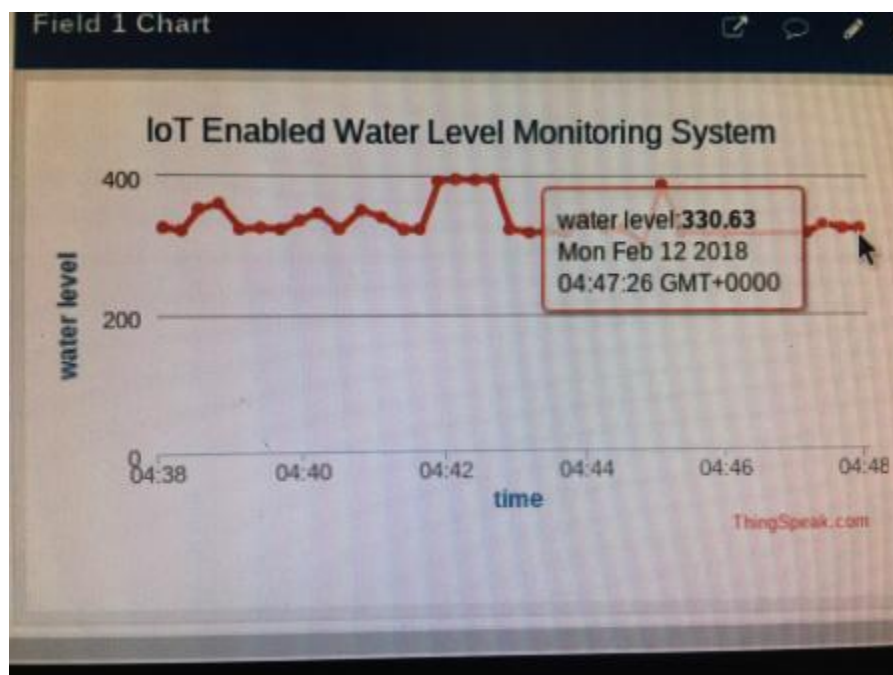 Field 1 Chart
IoT Enabled Water Level Monitoring System
400
200
0
water level
water level:330.63
Mon Feb 12 2018
04:47:26 GMT+0000
04:38 04:40 04:42 04:44 04:46 04:48
time
ThingSpeak.com